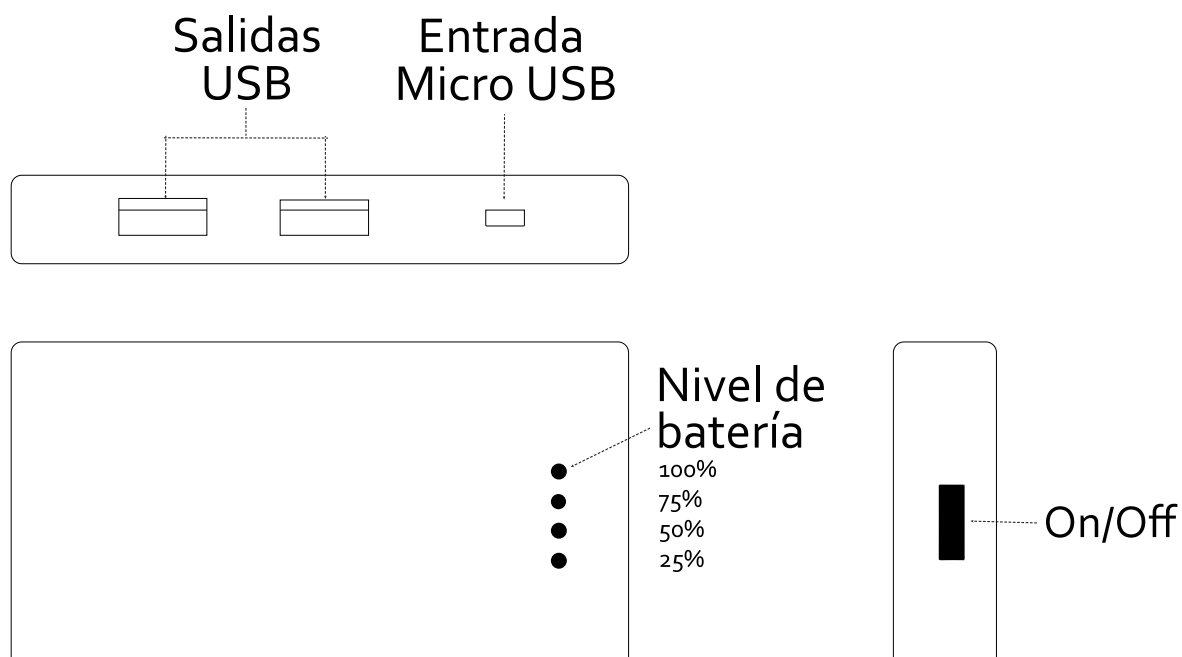 Salidas
USB
Entrada
Micro USB
Nivel de
batería
100%
75%
50%
25%
On/Off